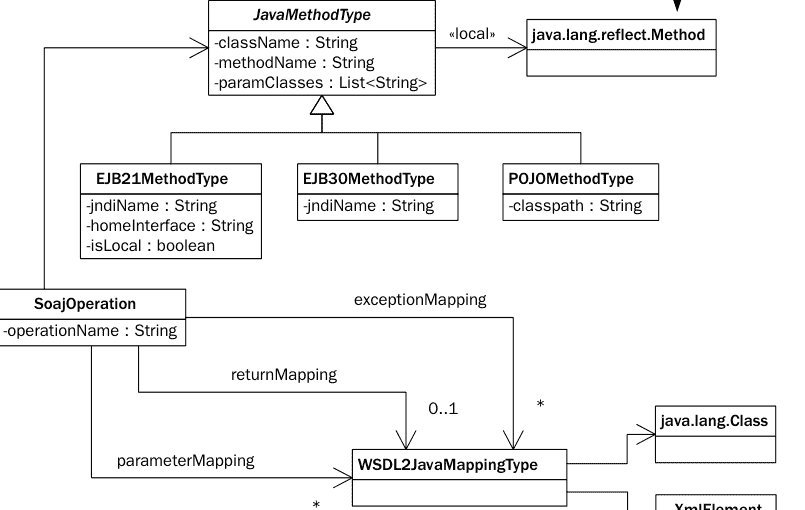 JavaMethodType
-className : String
-methodName : String
-paramClasses : List<String>
«local»
java.lang.reflect.Method
EJB21MethodType
-jndiName : String
-homeInterface : String
-isLocal : boolean
EJB30MethodType
-jndiName : String
POJOMethodType
-classpath : String
SoajOperation
-operationName : String
exceptionMapping
returnMapping
0..1
*
parameterMapping
*
WSDL2JavaMappingType
java.lang.Class
XmlElement